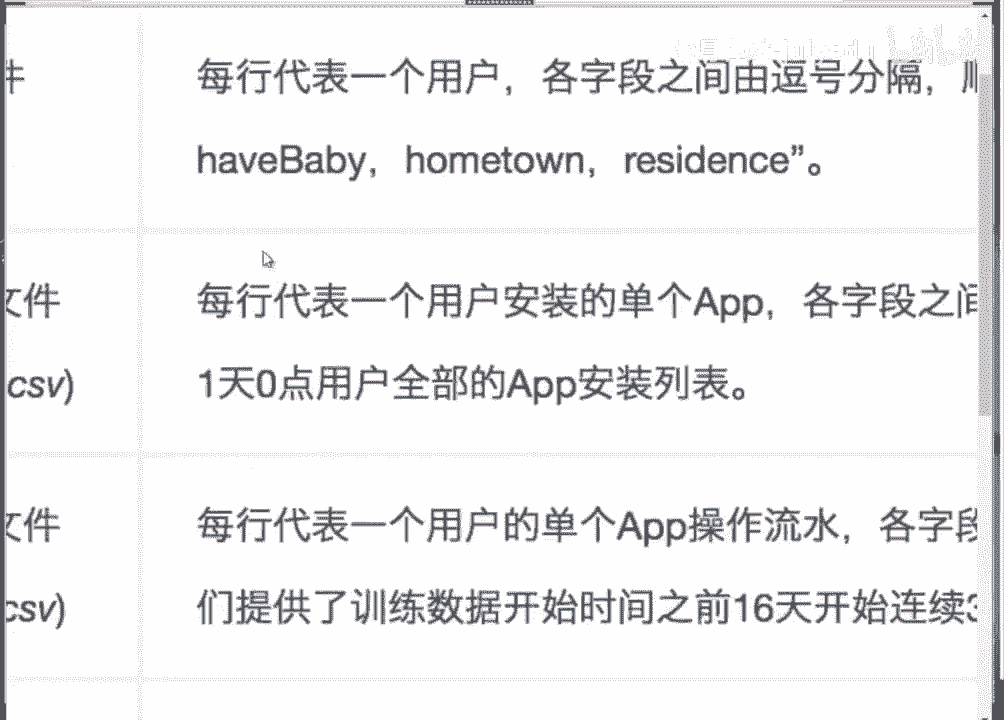 件
每行代表一个用户，各字段之间由逗号分隔，顺
haveBaby，hometown，residence”。
文件
每行代表一个用户安装的单个App，各字段之间
csv)
1天0点用户全部的App安装列表。
文件
每行代表一个用户的单个App操作流水，各字段
csv)
们提供了训练数据开始时间之前16天开始连续3